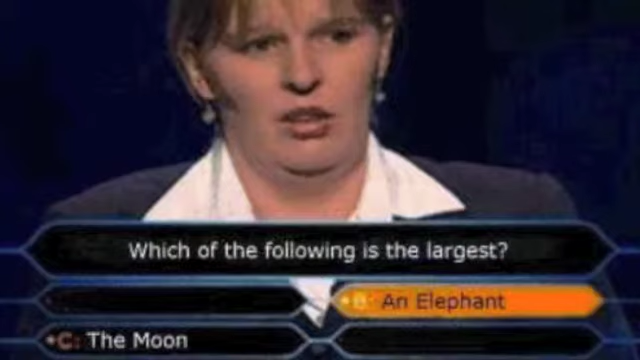 Which of the following is the largest?
B: An Elephant
C: The Moon